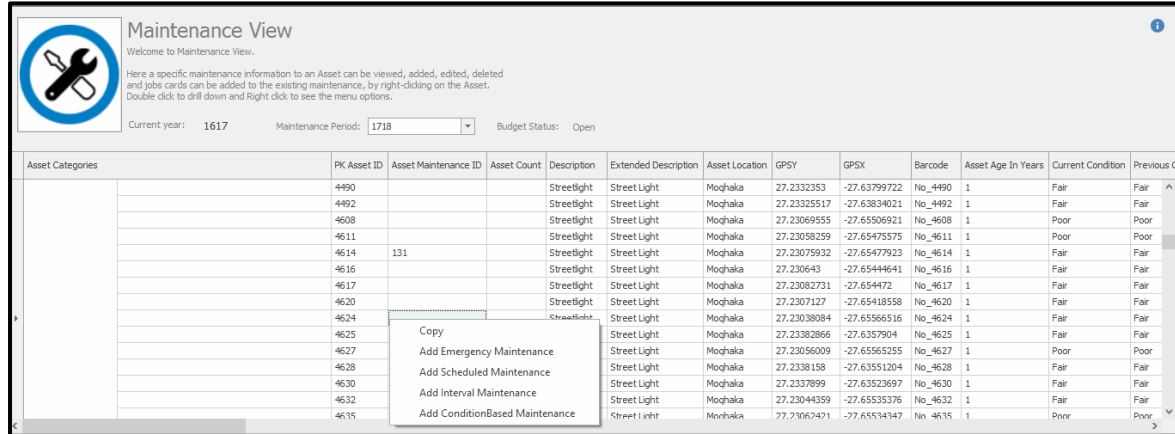 Maintenance View
Welcome to Maintenance View.
Here a specific maintenance information to an Asset can be viewed, added, edited, deleted
and jobs cards can be added to the existing maintenance, by right-clicking on the Asset.
Double click to drill down and Right click to see the menu options.
Current year: 1617 Maintenance Period: 1718 Budget Status: Open
Asset Categories PK Asset ID Asset Maintenance ID Asset Count Description Extended Description Asset Location GPSY GPSX Barcode Asset Age In Years Current Condition Previous C
4490 Streetlight Street Light Moqhaka 27.2332353 -27.63799722 No_4490 1 Fair Fair
4492 Streetlight Street Light Moqhaka 27.23325517 -27.63834021 No_4492 1 Fair Fair
4608 Streetlight Street Light Moqhaka 27.23069555 -27.65506921 No_4608 1 Poor Poor
4611 Streetlight Street Light Moqhaka 27.23058259 -27.65475575 No_4611 1 Poor Poor
4614 131 Streetlight Street Light Moqhaka 27.23075932 -27.65477923 No_4614 1 Fair Fair
4616 Streetlight Street Light Moqhaka 27.230643 -27.65444641 No_4616 1 Fair Fair
4617 Streetlight Street Light Moqhaka 27.23082731 -27.654472 No_4617 1 Fair Fair
4620 Streetlight Street Light Moqhaka 27.2307127 -27.65418558 No_4620 1 Fair Fair
4624 Streetlight Street Light Moqhaka 27.23038084 -27.65566516 No_4624 1 Fair Fair
4625 Street Light Moqhaka 27.23382866 -27.6357904 No_4625 1 Fair Fair
4627 Street Light Moqhaka 27.23056009 -27.65565255 No_4627 1 Poor Poor
4628 Street Light Moqhaka 27.2338158 -27.63551204 No_4628 1 Fair Fair
4630 Street Light Moqhaka 27.2337899 -27.63523697 No_4630 1 Fair Fair
4632 Street Light Moqhaka 27.23044359 -27.65535376 No_4632 1 Fair Fair
4635 Street Light Moqhaka 27.23062421 -27.65534347 No_4635 1 Poor Poor
Copy
Add Emergency Maintenance
Add Scheduled Maintenance
Add Interval Maintenance
Add ConditionBased Maintenance